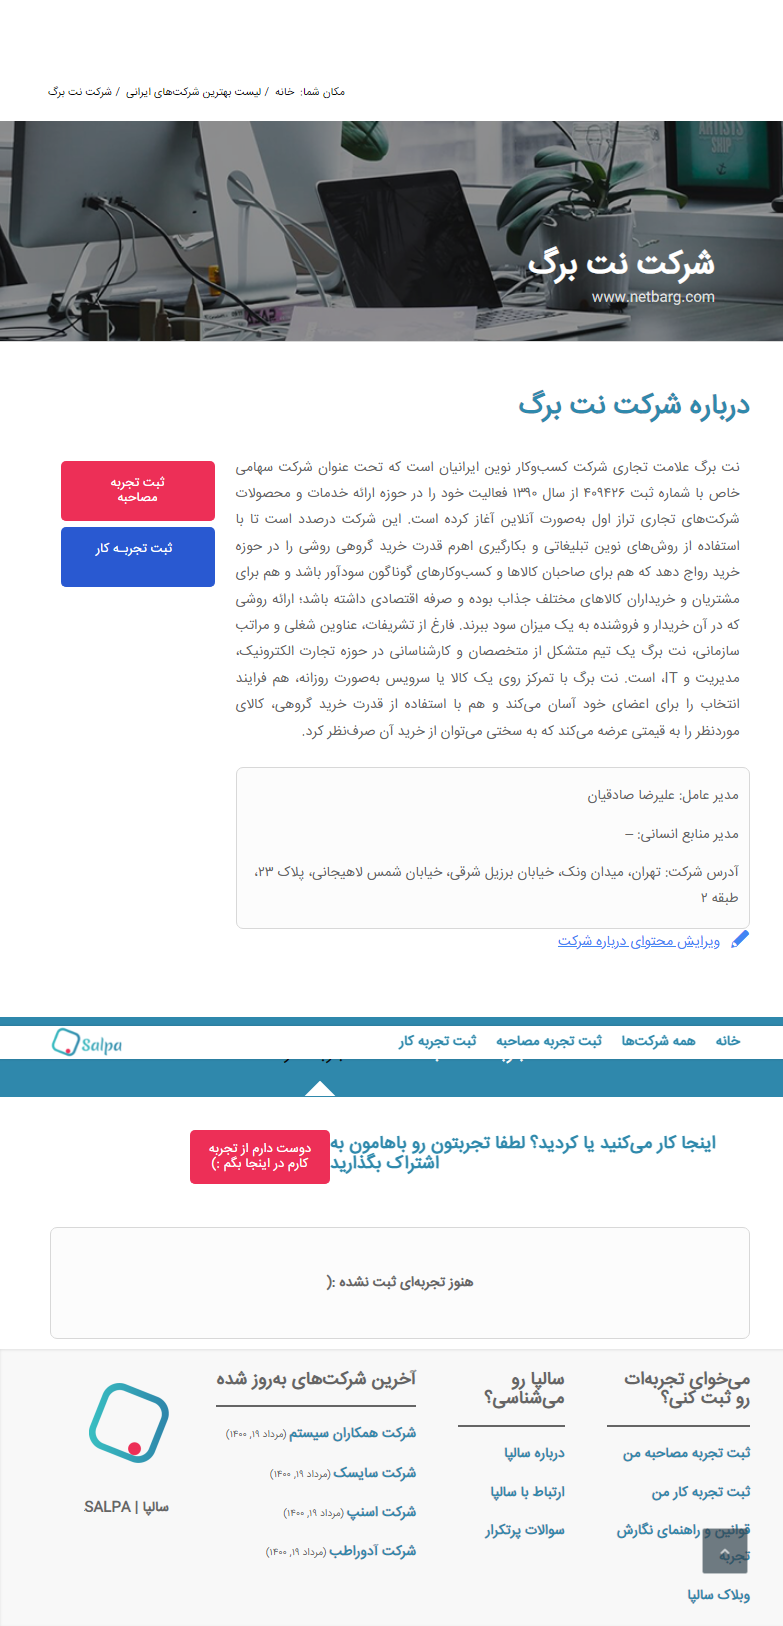 مکان شما: خانه / لیست بهترین شرکت‌های ایرانی / شرکت نت برگ
ARTISTS
SHIP
شرکت نت برگ
www.netbarg.com
درباره شرکت نت برگ
نت برگ علامت تجاری شرکت کسب‌وکار نوین ایرانیان است که تحت عنوان شرکت سهامی
خاص با شماره ثبت ۴۰۹۴۲۶ از سال ۱۳۹۰ فعالیت خود را در حوزه ارائه خدمات و محصولات
شرکت‌های تجاری تراز اول به‌صورت آنلاین آغاز کرده است. این شرکت درصدد است تا با
استفاده از روش‌های نوین تبلیغاتی و بکارگیری اهرم قدرت خرید گروهی روشی را در حوزه
خرید رواج دهد که هم برای صاحبان کالاها و کسب‌وکارهای گوناگون سودآور باشد و هم برای
مشتریان و خریداران کالاهای مختلف جذاب بوده و صرفه اقتصادی داشته باشد؛ ارائه روشی
که در آن خریدار و فروشنده به یک میزان سود ببرند. فارغ از تشریفات، عناوین شغلی و مراتب
سازمانی، نت برگ یک تیم متشکل از متخصصان و کارشناسانی در حوزه تجارت الکترونیک،
مدیریت و IT، است. نت برگ با تمرکز روی یک کالا یا سرویس به‌صورت روزانه، هم فرایند
انتخاب را برای اعضای خود آسان می‌کند و هم با استفاده از قدرت خرید گروهی، کالای
موردنظر را به قیمتی عرضه می‌کند که به سختی می‌توان از خرید آن صرف‌نظر کرد.
ثبت تجربه
مصاحبه
ثبت تجربـه کار
مدیر عامل: علیرضا صادقیان
مدیر منابع انسانی: –
آدرس شرکت: تهران، میدان ونک، خیابان برزیل شرقی، خیابان شمس لاهیجانی، پلاک ۲۳،
طبقه ۲
ویرایش محتوای درباره شرکت
خانه همه شرکت‌ها ثبت تجربه مصاحبه ثبت تجربه کار Salpa
اینجا کار می‌کنید یا کردید؟ لطفا تجربتون رو باهامون به
اشتراک بگذارید
دوست دارم از تجربه
کارم در اینجا بگم :)
هنوز تجربه‌ای ثبت نشده :(
می‌خوای تجربه‌ات
رو ثبت کنی؟
ثبت تجربه مصاحبه من
ثبت تجربه کار من
قوانین و راهنمای نگارش
تجربه
وبلاک سالپا
سالپا رو
می‌شناسی؟
درباره سالپا
ارتباط با سالپا
سوالات پرتکرار
آخرین شرکت‌های به‌روز شده
شرکت همکاران سیستم (مرداد ۱۹, ۱۴۰۰)
شرکت سایسک (مرداد ۱۹, ۱۴۰۰)
شرکت اسنپ (مرداد ۱۹, ۱۴۰۰)
شرکت آدوراطب (مرداد ۱۹, ۱۴۰۰)
سالپا | SALPA